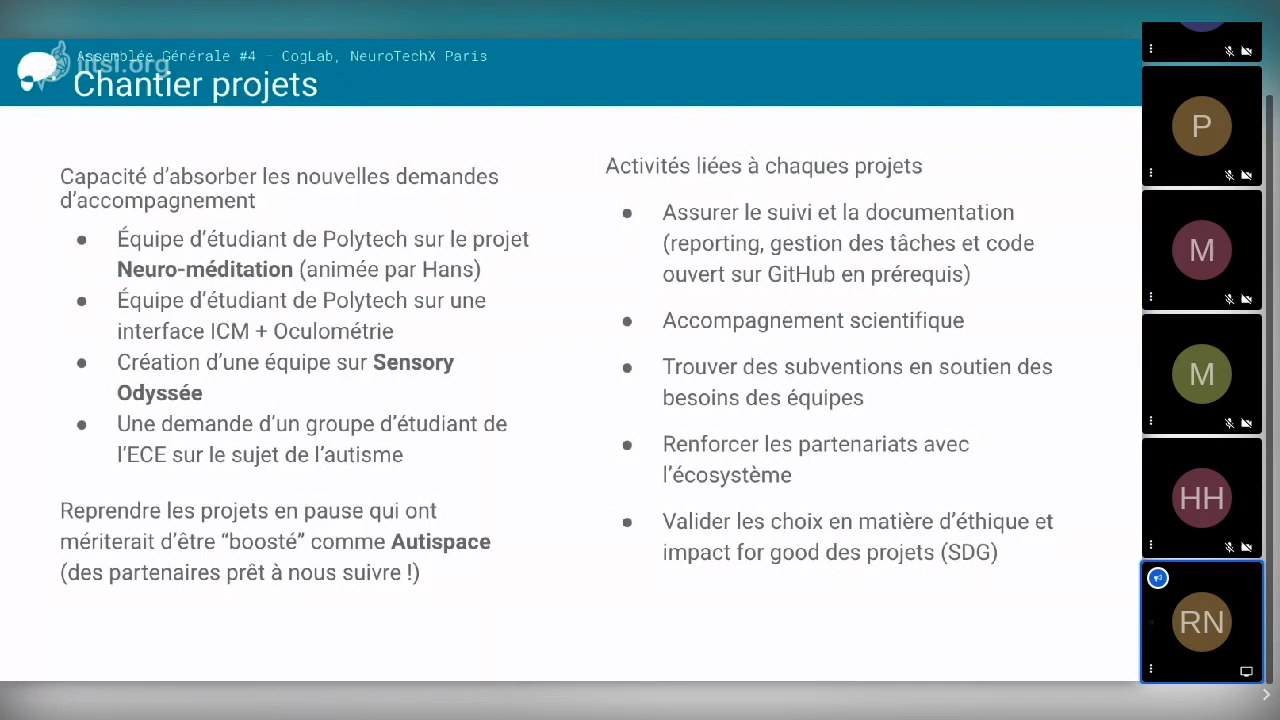 Assemblée Générale #4 – CogLab, NeuroTechX Paris
jitsi.org
Chantier projets
Capacité d’absorber les nouvelles demandes
d’accompagnement
● Équipe d’étudiant de Polytech sur le projet
Neuro-méditation (animée par Hans)
● Équipe d’étudiant de Polytech sur une
interface ICM + Oculométrie
● Création d’une équipe sur Sensory
Odyssée
● Une demande d’un groupe d’étudiant de
l’ECE sur le sujet de l’autisme
Reprendre les projets en pause qui ont
mériterait d’être “boosté” comme Autispace
(des partenaires prêt à nous suivre !)
Activités liées à chaques projets
● Assurer le suivi et la documentation
(reporting, gestion des tâches et code
ouvert sur GitHub en prérequis)
● Accompagnement scientifique
● Trouver des subventions en soutien des
besoins des équipes
● Renforcer les partenariats avec
l’écosystème
● Valider les choix en matière d’éthique et
impact for good des projets (SDG)
P
M
M
HH
RN